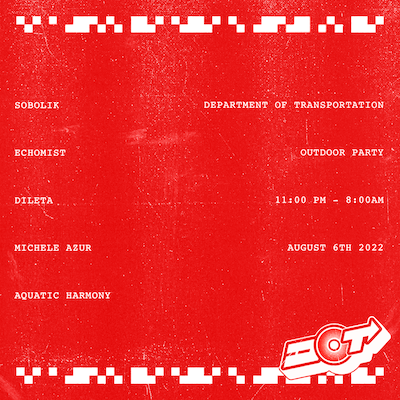 SOBOLIK DEPARTMENT OF TRANSPORTATION
ECHOMIST OUTDOOR PARTY
DILETA 11:00 PM - 8:00AM
MICHELE AZUR AUGUST 6TH 2022
AQUATIC HARMONY